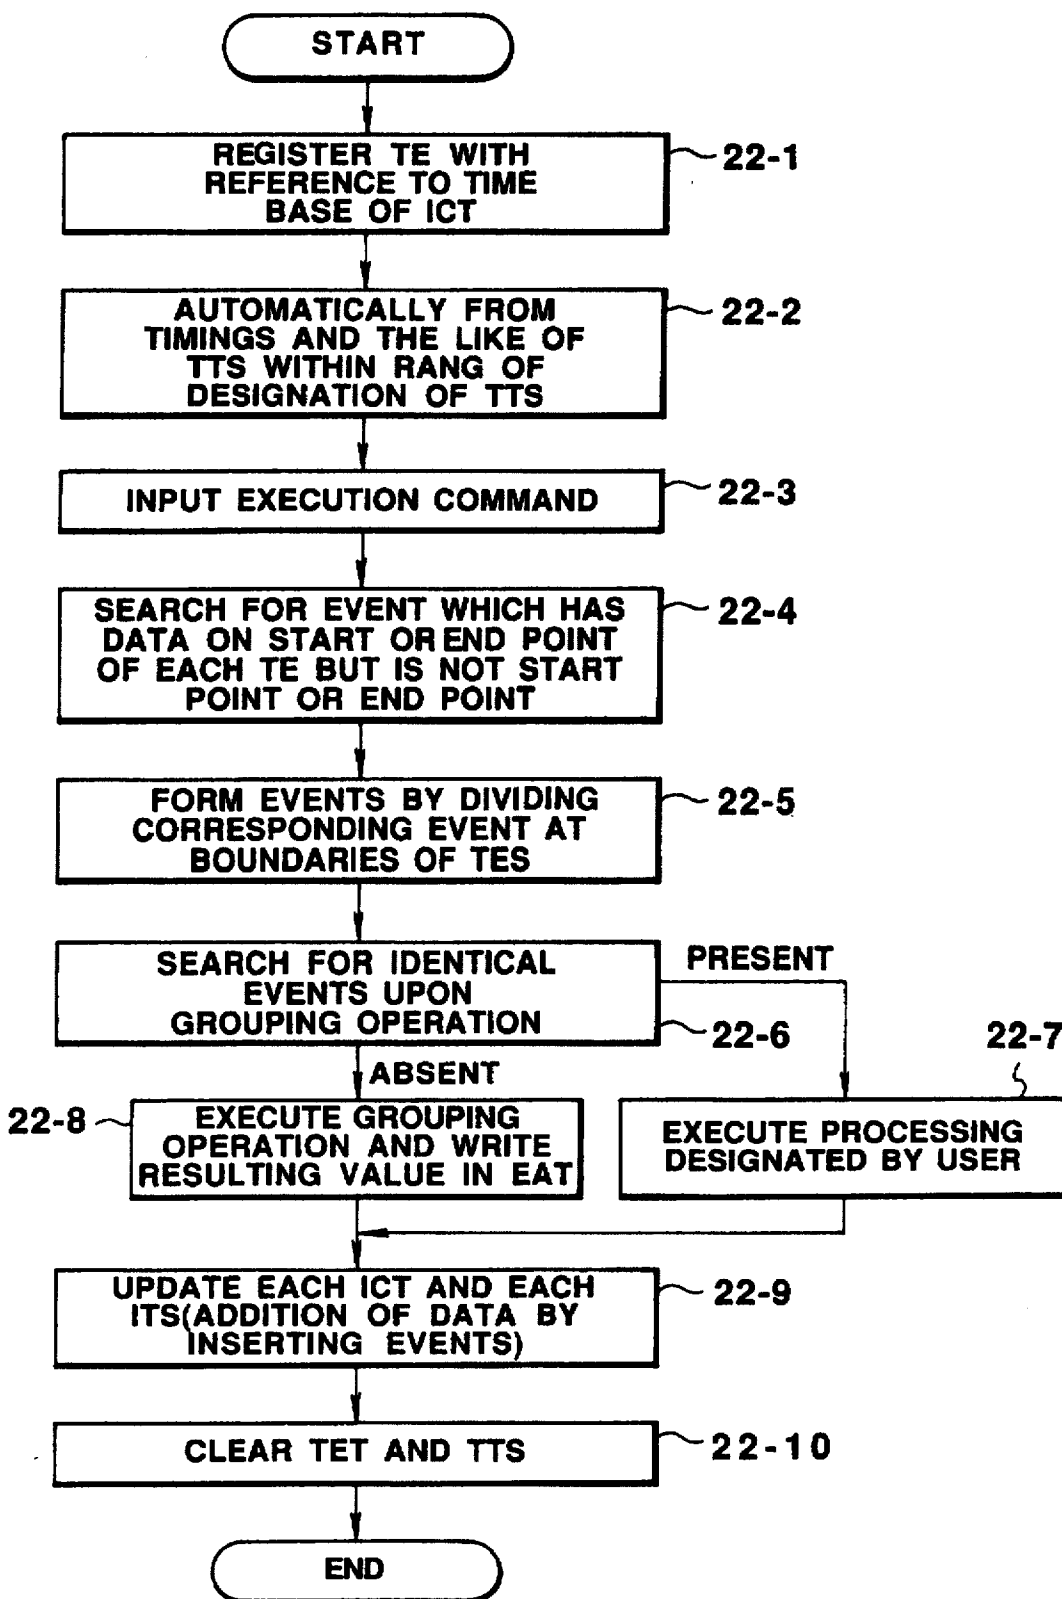 START
REGISTER TE WITH
REFERENCE TO TIME
BASE OF ICT
22-1
AUTOMATICALLY FROM
TIMINGS AND THE LIKE OF
TTS WITHIN RANG OF
DESIGNATION OF TTS
22-2
INPUT EXECUTION COMMAND
22-3
SEARCH FOR EVENT WHICH HAS
DATA ON START OR END POINT
OF EACH TE BUT IS NOT START
POINT OR END POINT
22-4
FORM EVENTS BY DIVIDING
CORRESPONDING EVENT AT
BOUNDARIES OF TES
22-5
SEARCH FOR IDENTICAL
EVENTS UPON
GROUPING OPERATION
22-6
PRESENT
ABSENT
22-7
EXECUTE PROCESSING
DESIGNATED BY USER
22-8
EXECUTE GROUPING
OPERATION AND WRITE
RESULTING VALUE IN EAT
UPDATE EACH ICT AND EACH
ITS(ADDITION OF DATA BY
INSERTING EVENTS)
22-9
CLEAR TET AND TTS
22-10
END